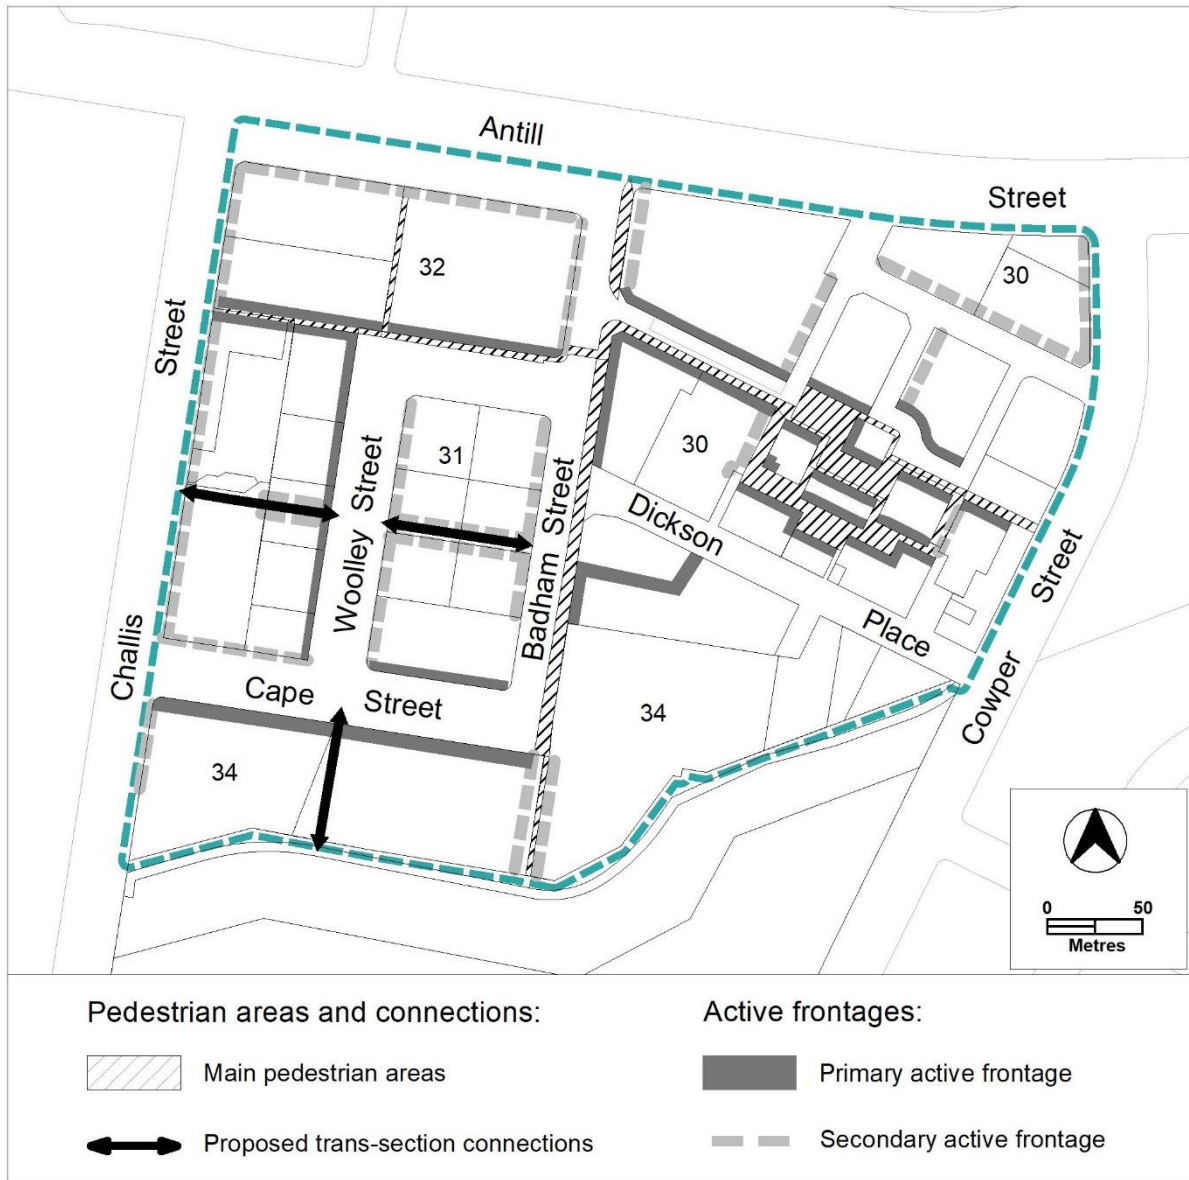 Antill
Street
32
30
Street
31
30
Woolley Street
Badham Street
Dickson
Place
Street
Cowper
Challis
Cape Street
34
34
0 50
Metres
Pedestrian areas and connections:
Main pedestrian areas
Proposed trans-section connections
Active frontages:
Primary active frontage
Secondary active frontage